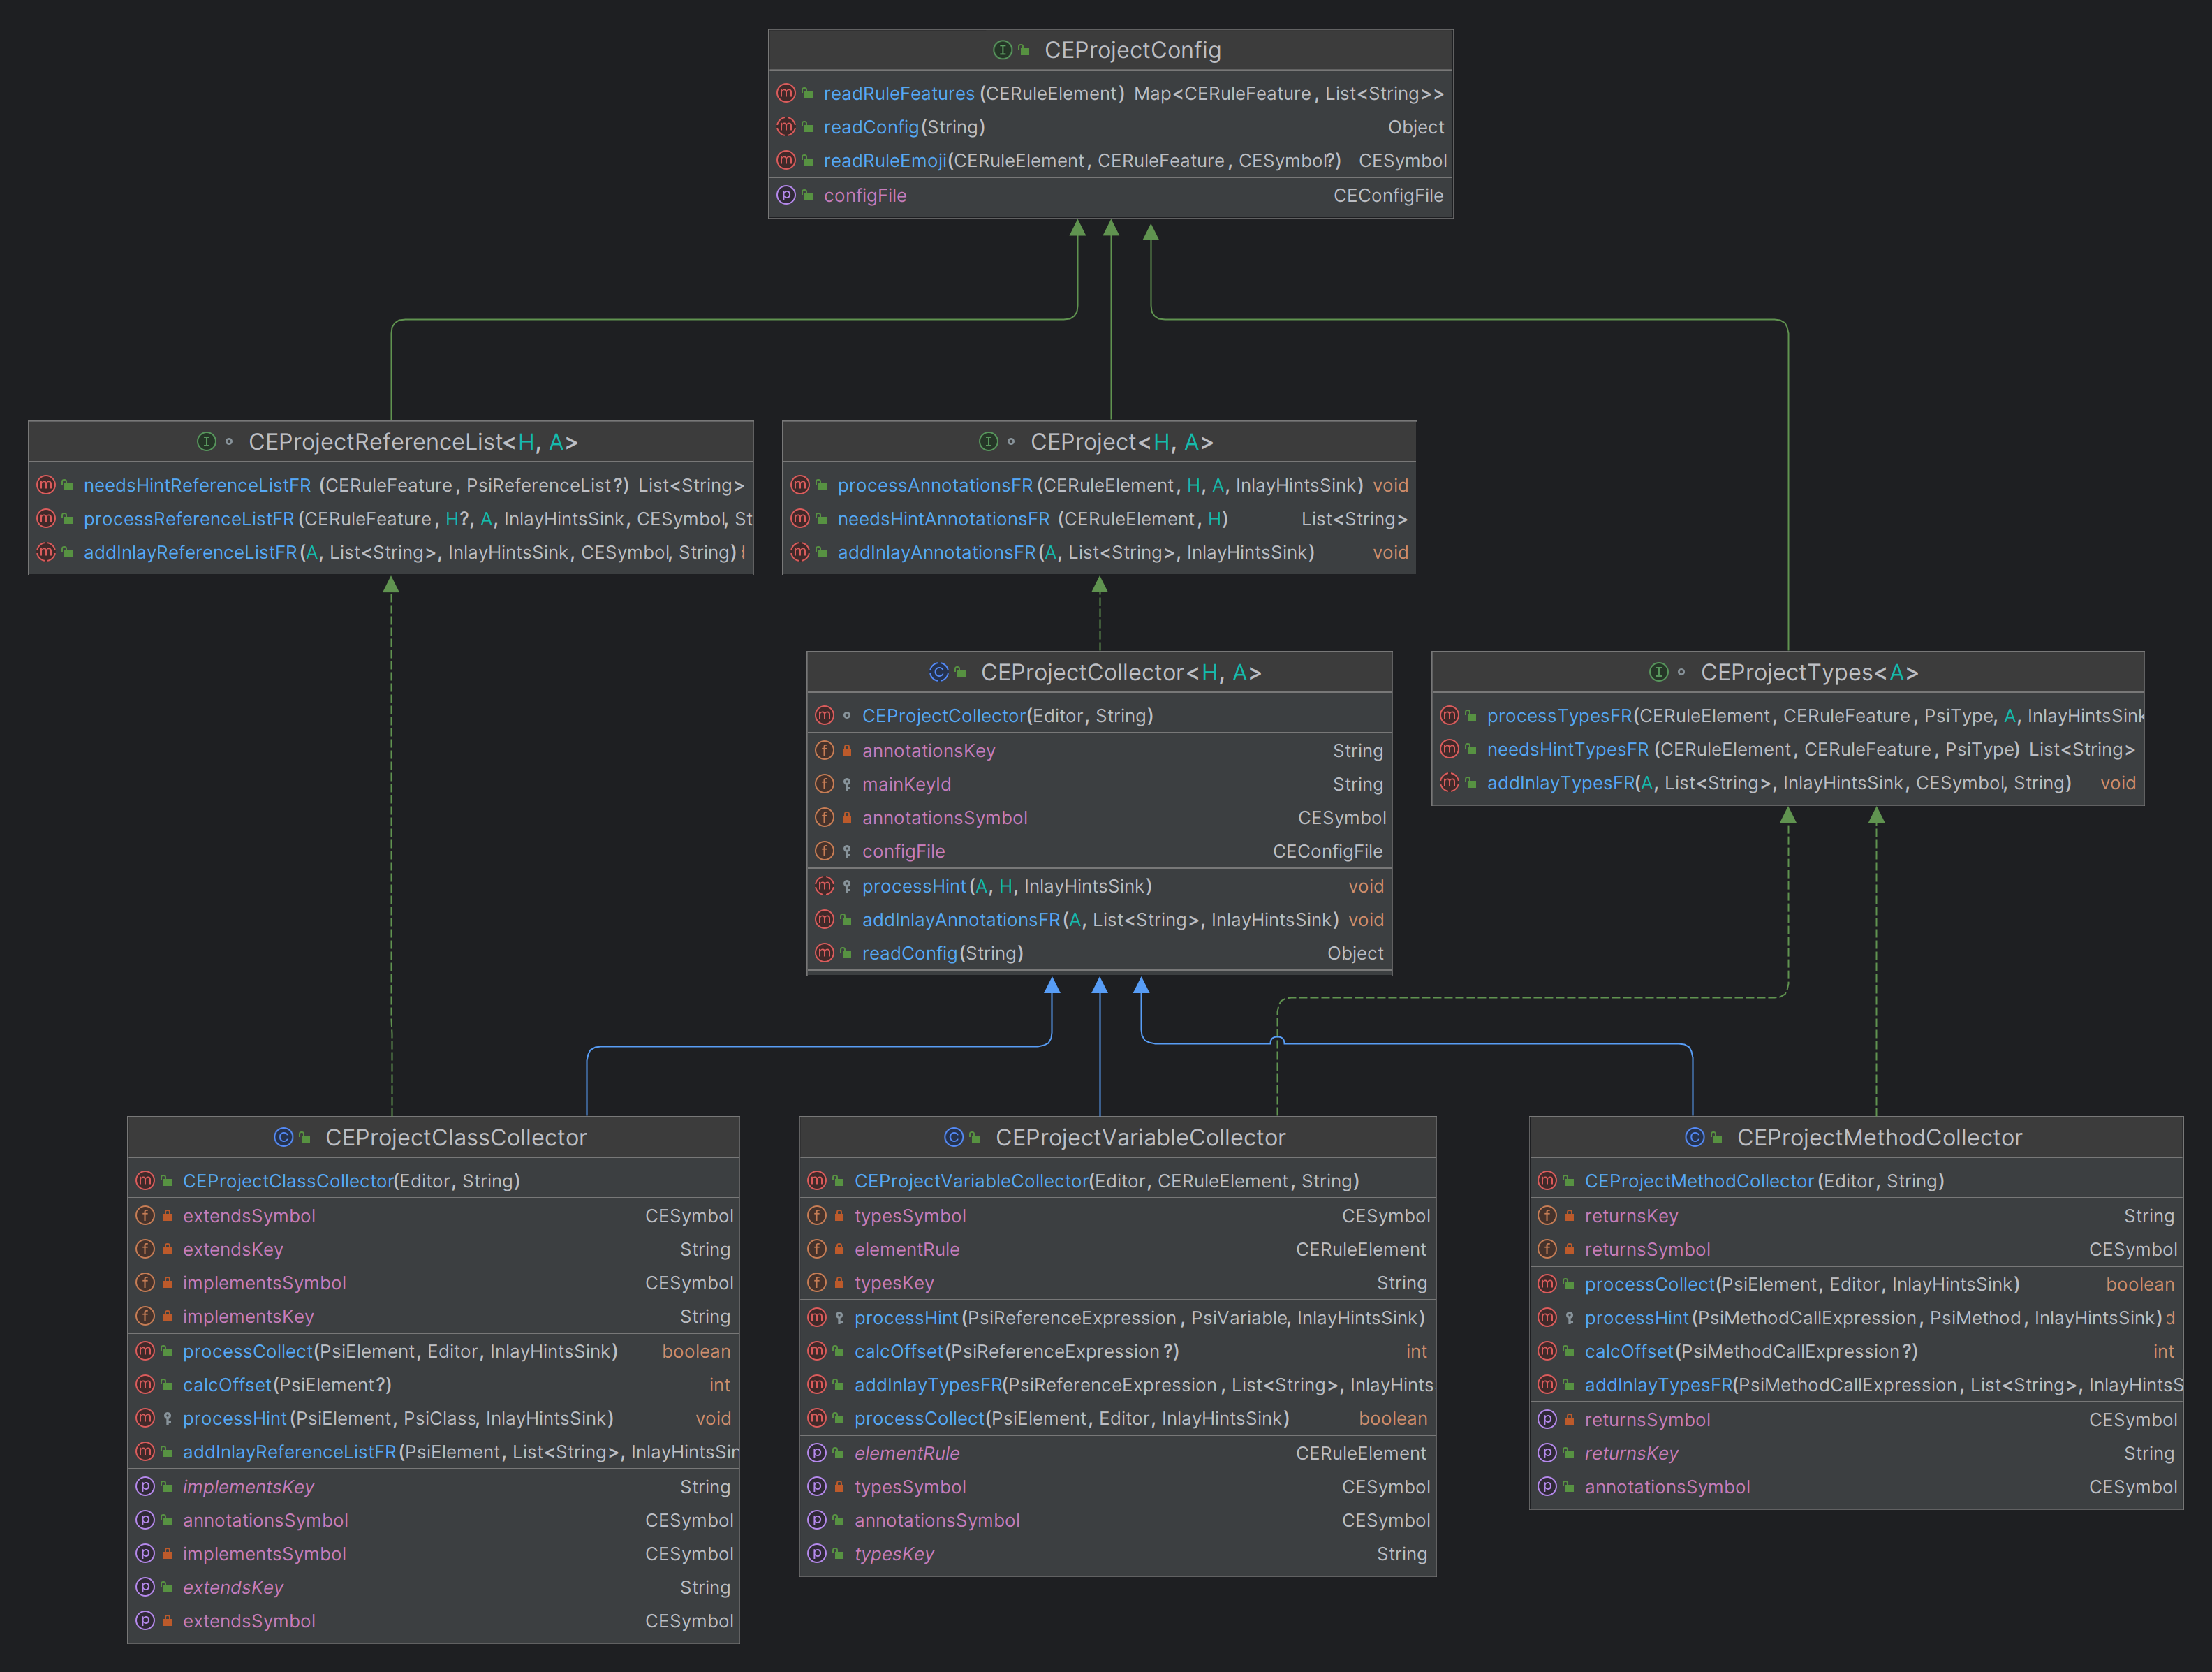 CEProjectConfig
readRuleFeatures(CERuleElement) Map<CERuleFeature, List<String>>
readConfig(String) Object
readRuleEmoji(CERuleElement, CERuleFeature, CESymbol?) CESymbol
configFile CEConfigFile
CEProjectReferenceList<H, A>
needsHintReferenceListFR(CERuleFeature, PsiReferenceList?) List<String>
processReferenceListFR(CERuleFeature, H?, A, InlayHintsSink, CESymbol, St
addInlayReferenceListFR(A, List<String>, InlayHintsSink, CESymbol, String)
CEProject<H, A>
processAnnotationsFR(CERuleElement, H, A, InlayHintsSink) void
needsHintAnnotationsFR(CERuleElement, H) List<String>
addInlayAnnotationsFR(A, List<String>, InlayHintsSink) void
CEProjectCollector<H, A>
CEProjectCollector(Editor, String)
annotationsKey String
mainKeyId String
annotationsSymbol CESymbol
configFile CEConfigFile
processHint(A, H, InlayHintsSink) void
addInlayAnnotationsFR(A, List<String>, InlayHintsSink) void
readConfig(String) Object
CEProjectTypes<A>
processTypesFR(CERuleElement, CERuleFeature, PsiType, A, InlayHintsSink
needsHintTypesFR(CERuleElement, CERuleFeature, PsiType) List<String>
addInlayTypesFR(A, List<String>, InlayHintsSink, CESymbol, String) void
CEProjectClassCollector
CEProjectClassCollector(Editor, String)
extendsSymbol CESymbol
extendsKey String
implementsSymbol CESymbol
implementsKey String
processCollect(PsiElement, Editor, InlayHintsSink) boolean
calcOffset(PsiElement?) int
processHint(PsiElement, PsiClass, InlayHintsSink) void
addInlayReferenceListFR(PsiElement, List<String>, InlayHintsSin
implementsKey String
annotationsSymbol CESymbol
implementsSymbol CESymbol
extendsKey String
extendsSymbol CESymbol
CEProjectVariableCollector
CEProjectVariableCollector(Editor, CERuleElement, String)
typesSymbol CESymbol
elementRule CERuleElement
typesKey String
processHint(PsiReferenceExpression, PsiVariable, InlayHintsSink)
calcOffset(PsiReferenceExpression?) int
addInlayTypesFR(PsiReferenceExpression, List<String>, InlayHints
processCollect(PsiElement, Editor, InlayHintsSink) boolean
elementRule CERuleElement
typesSymbol CESymbol
annotationsSymbol CESymbol
typesKey String
CEProjectMethodCollector
CEProjectMethodCollector(Editor, String)
returnsKey String
returnsSymbol CESymbol
processCollect(PsiElement, Editor, InlayHintsSink) boolean
processHint(PsiMethodCallExpression, PsiMethod, InlayHintsSink) d
calcOffset(PsiMethodCallExpression?) int
addInlayTypesFR(PsiMethodCallExpression, List<String>, InlayHintsS
returnsSymbol CESymbol
returnsKey String
annotationsSymbol CESymbol